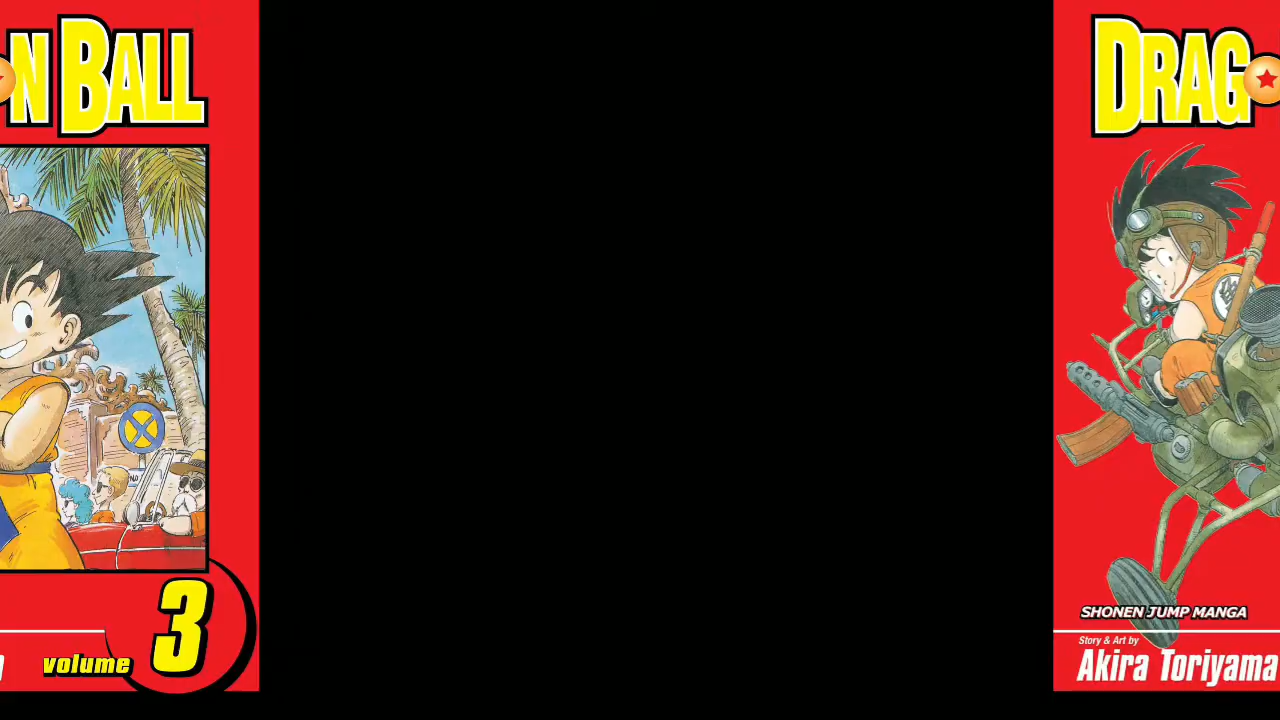 N BALL
volume 3
DRAG
SHONEN JUMP MANGA
Story & Art by
Akira Toriyama